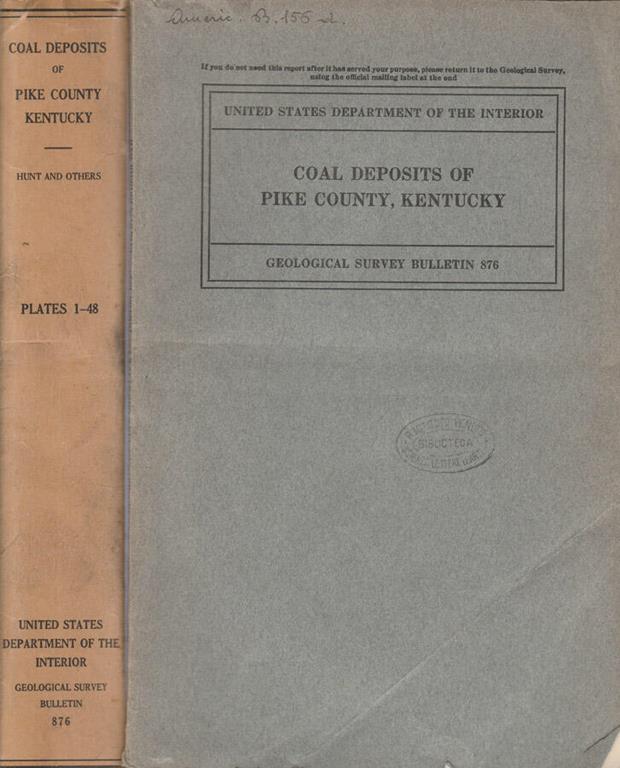 COAL DEPOSITS
OF
PIKE COUNTY
KENTUCKY
HUNT AND OTHERS
PLATES 1–48
UNITED STATES
DEPARTMENT OF THE
INTERIOR
GEOLOGICAL SURVEY
BULLETIN
876
Americ. B. 156
If you do not need this report after it has served your purpose, please return it to the Geological Survey,
using the official mailing label at the end
UNITED STATES DEPARTMENT OF THE INTERIOR
COAL DEPOSITS OF
PIKE COUNTY, KENTUCKY
GEOLOGICAL SURVEY BULLETIN 876
BIBLIOTECA